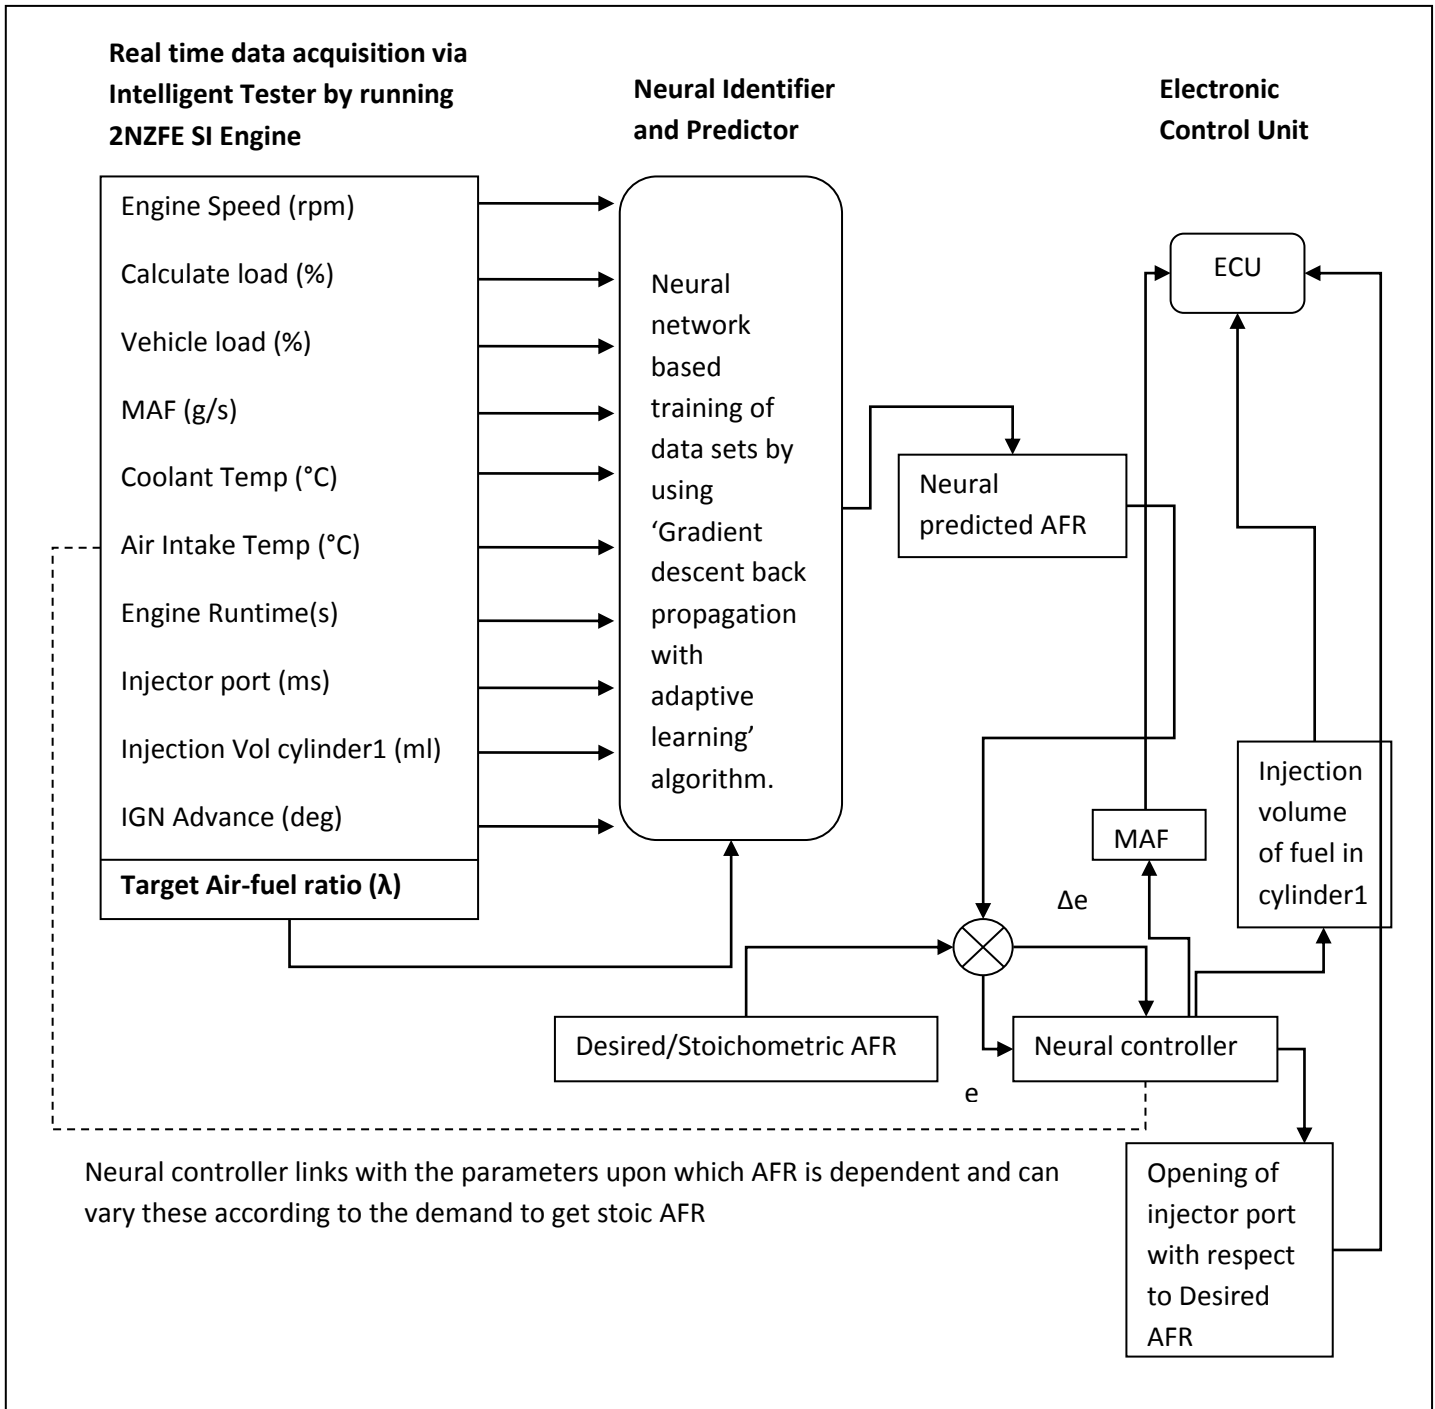 Real time data acquisition via
Intelligent Tester by running
2NZFE SI Engine
Neural Identifier
and Predictor
Electronic
Control Unit
Engine Speed (rpm)
Calculate load (%)
Vehicle load (%)
MAF (g/s)
Coolant Temp (°C)
Air Intake Temp (°C)
Engine Runtime(s)
Injector port (ms)
Injection Vol cylinder1 (ml)
IGN Advance (deg)
Target Air-fuel ratio (λ)
Neural
network
based
training of
data sets by
using
‘Gradient
descent back
propagation
with
adaptive
learning’
algorithm.
Neural
predicted AFR
ECU
MAF
Injection
volume
of fuel in
cylinder1
Δe
Desired/Stoichometric AFR
e
Neural controller
Opening of
injector port
with respect
to Desired
AFR
Neural controller links with the parameters upon which AFR is dependent and can
vary these according to the demand to get stoic AFR